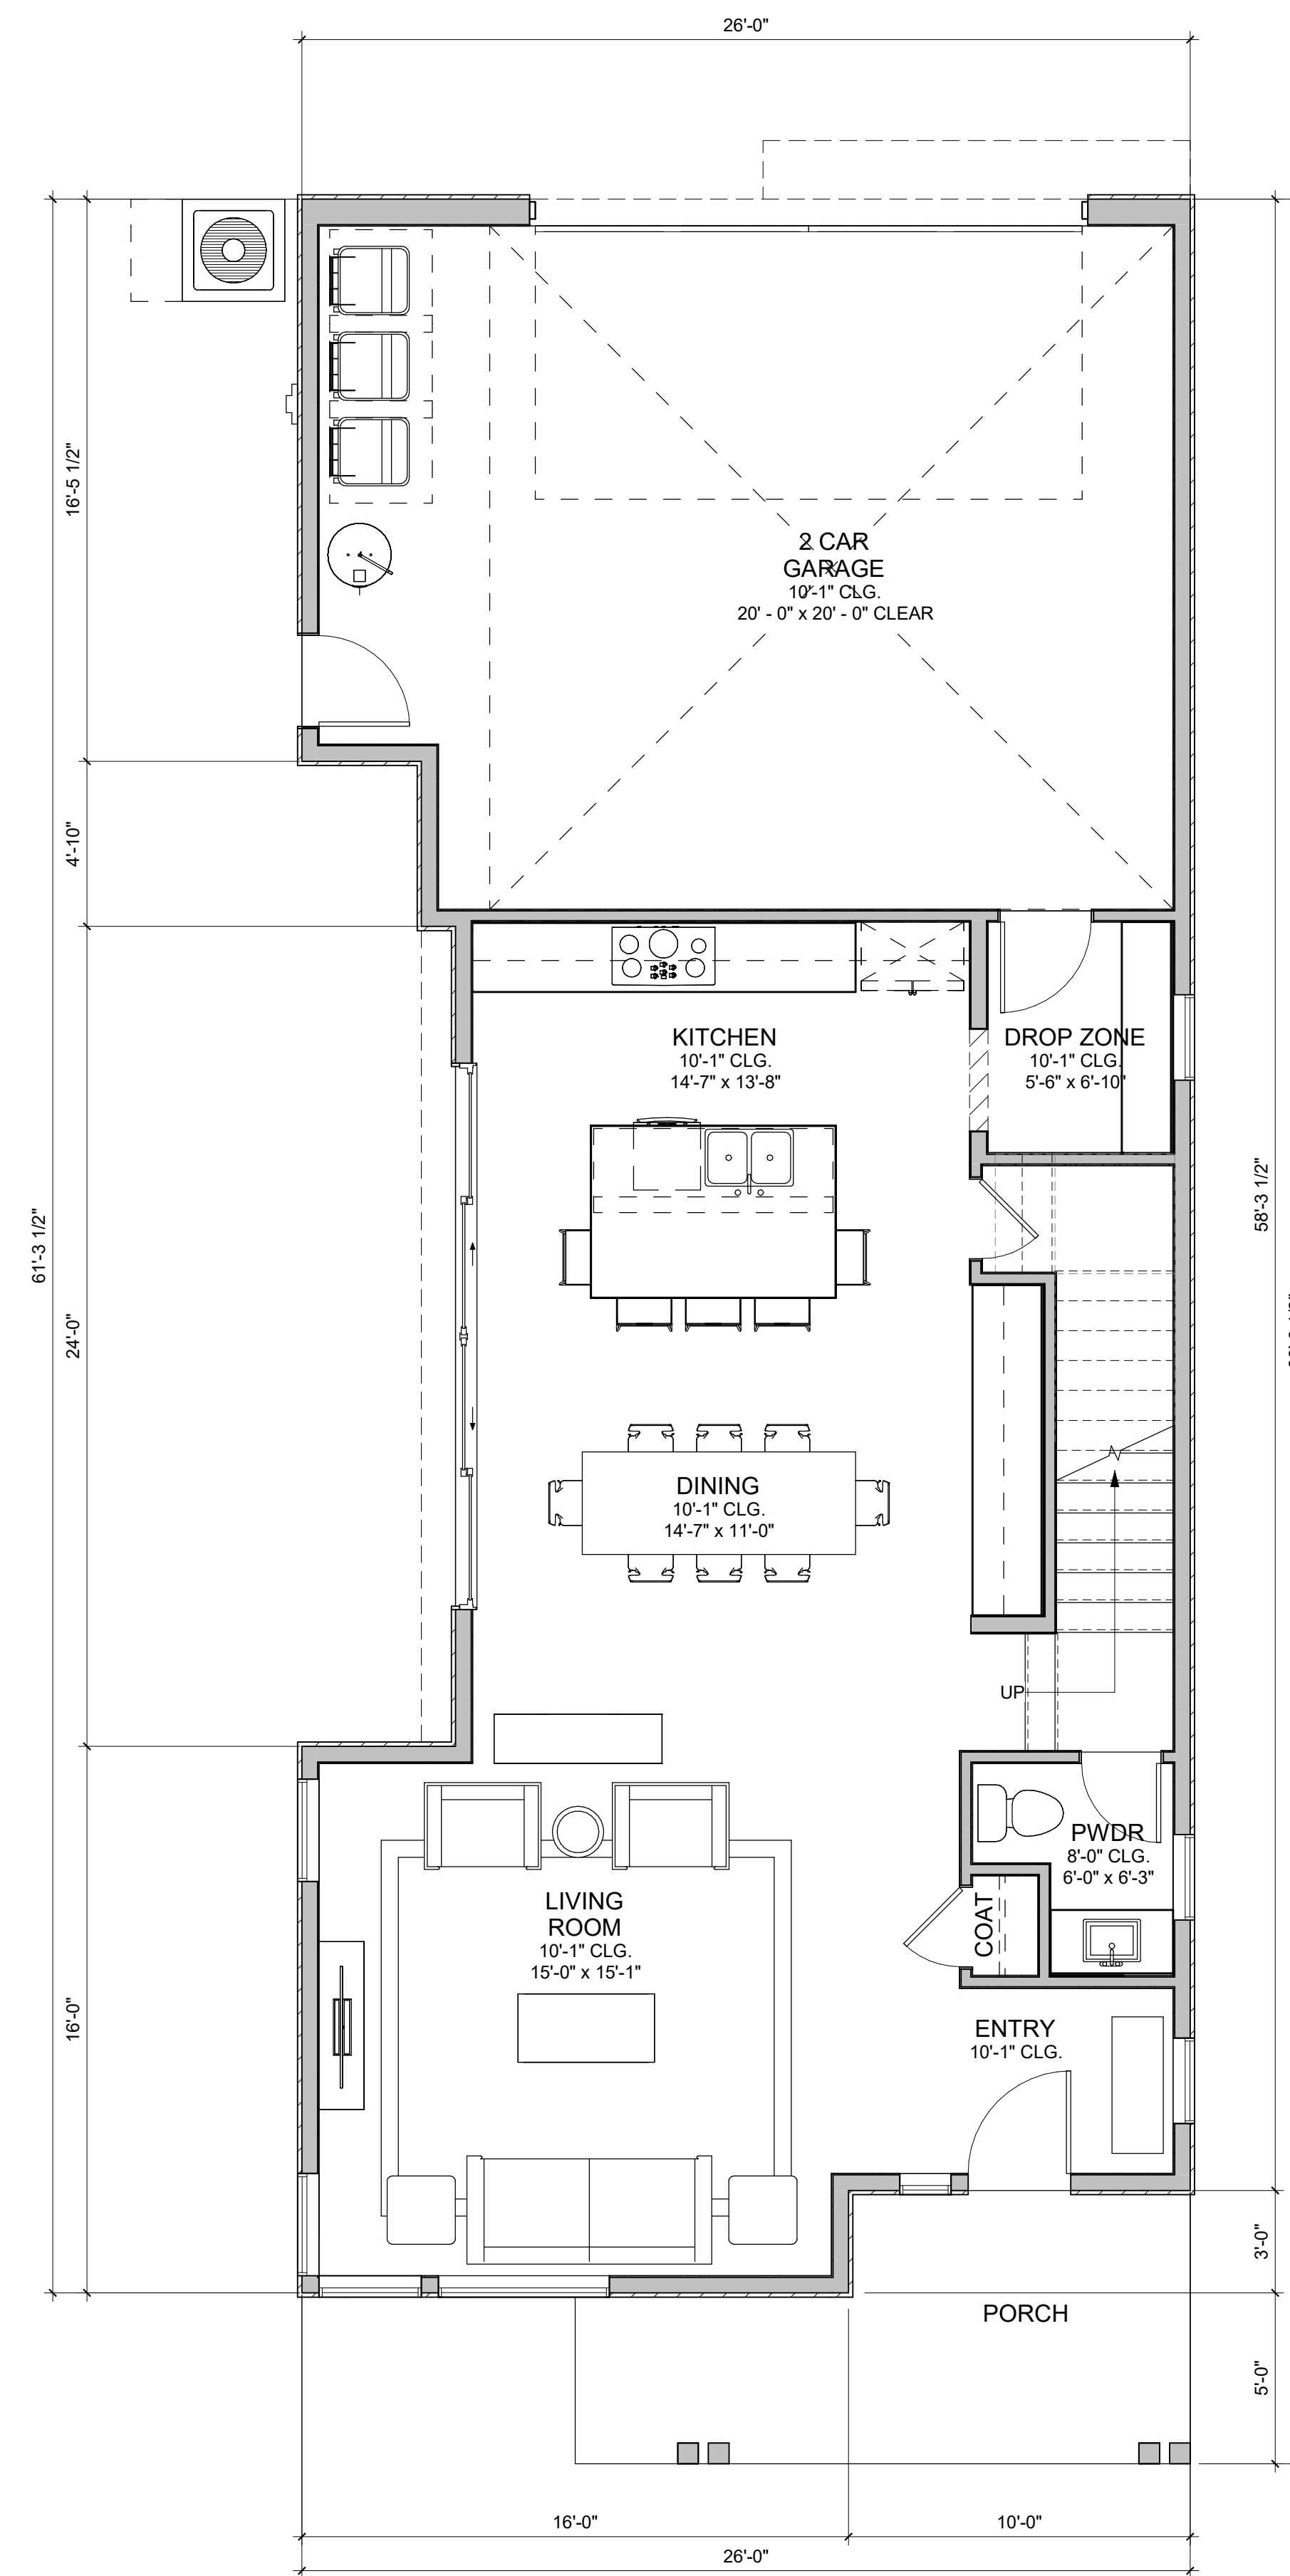 26'-0"
16'-5 1/2"
2 CAR
GARAGE
10'-1" CLG.
20' - 0" x 20' - 0" CLEAR
4'-10"
KITCHEN
10'-1" CLG.
14'-7" x 13'-8"
DROP ZONE
10'-1" CLG.
5'-6" x 6'-10"
61'-3 1/2"
58'-3 1/2"
24'-0"
DINING
10'-1" CLG.
14'-7" x 11'-0"
UP
PWDR
8'-0" CLG.
6'-0" x 6'-3"
LIVING
ROOM
10'-1" CLG.
15'-0" x 15'-1"
COAT
16'-0"
ENTRY
10'-1" CLG.
3'-0"
PORCH
5'-0"
16'-0"
10'-0"
26'-0"